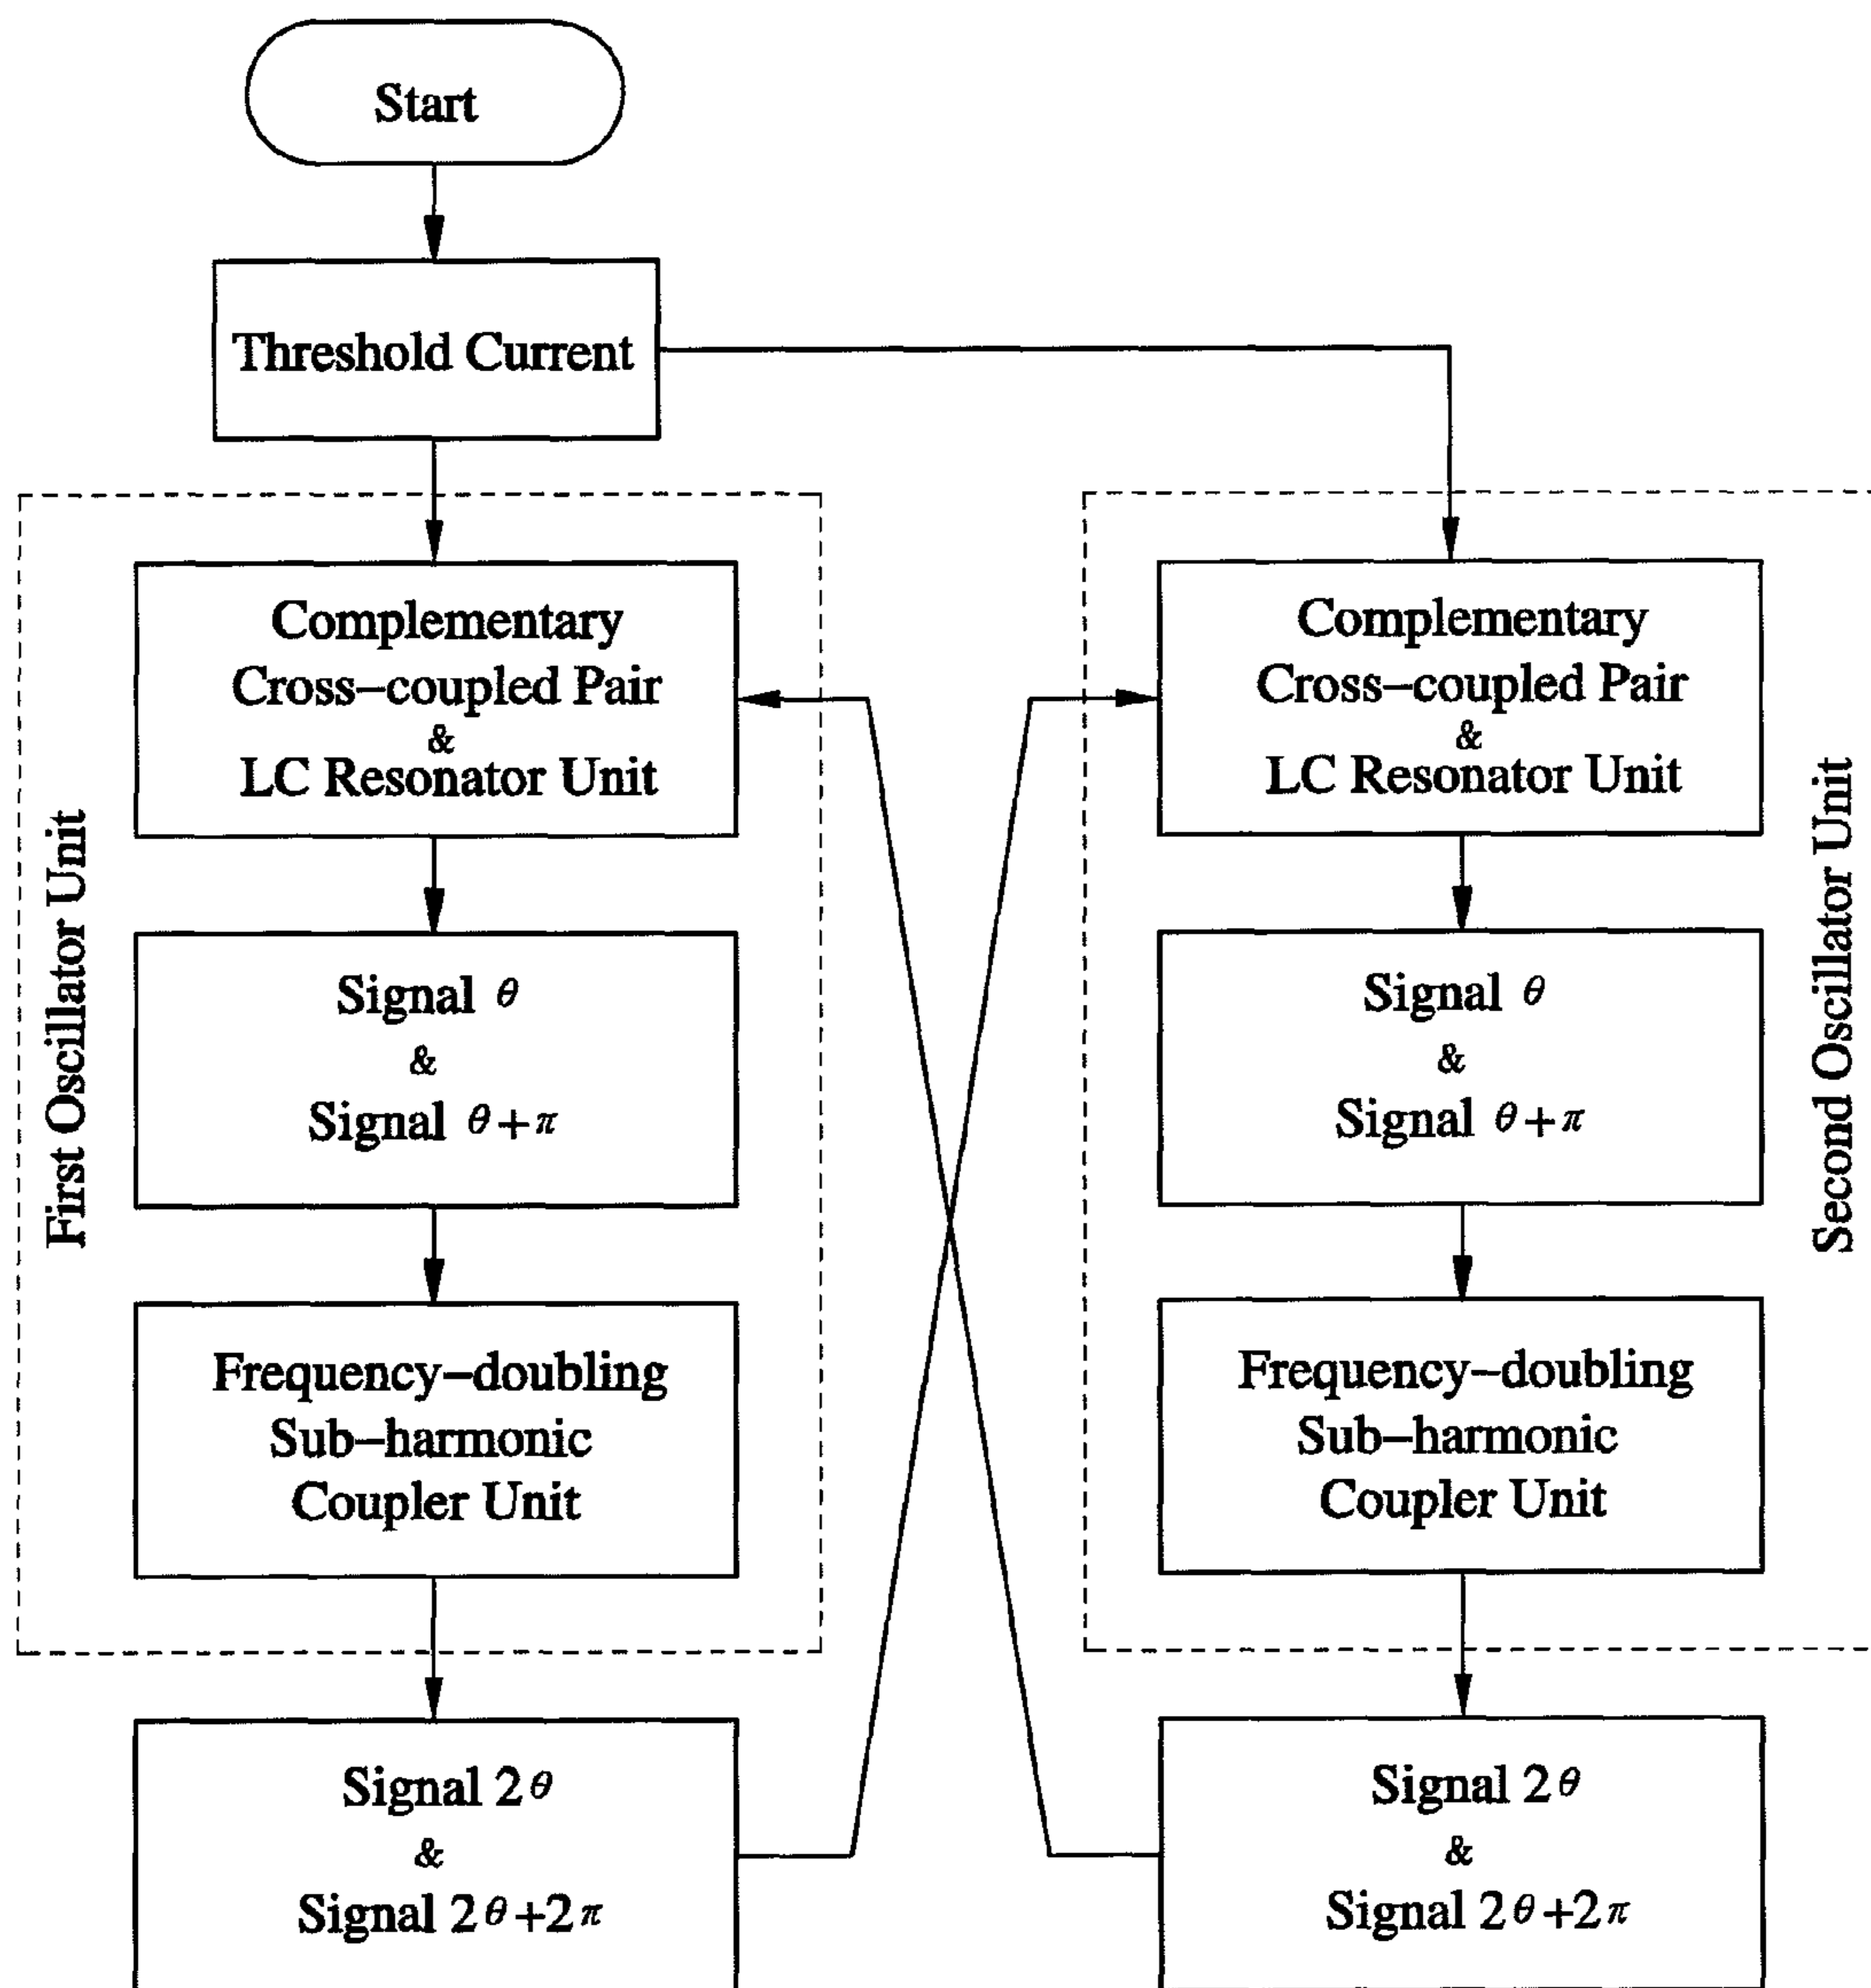 Start
Threshold Current
First Oscillator Unit
Complementary
Cross–coupled Pair
&
LC Resonator Unit
Signal θ
&
Signal θ+π
Frequency–doubling
Sub–harmonic
Coupler Unit
Signal 2θ
&
Signal 2θ+2π
Second Oscillator Unit
Complementary
Cross–coupled Pair
&
LC Resonator Unit
Signal θ
&
Signal θ+π
Frequency–doubling
Sub–harmonic
Coupler Unit
Signal 2θ
&
Signal 2θ+2π